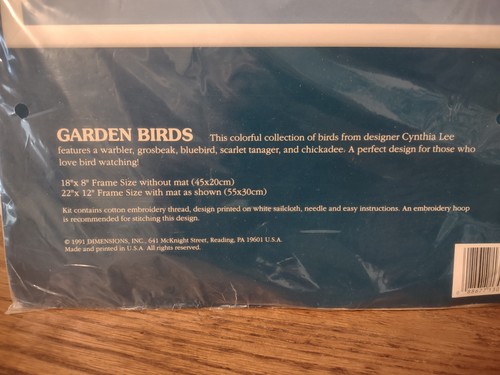 GARDEN BIRDS This colorful collection of birds from designer Cynthia Lee
features a warbler, grosbeak, bluebird, scarlet tanager, and chickadee. A perfect design for those who
love bird watching!
18"x 8" Frame Size without mat (45x20cm)
22"x 12" Frame Size with mat as shown (55x30cm)
Kit contains cotton embroidery thread, design printed on white sailcloth, needle and easy instructions. An embroidery hoop
is recommended for stitching this design.
© 1991 DIMENSIONS, INC., 641 McKnight Street, Reading, PA 19601 U.S.A.
Made and printed in U.S.A. All rights reserved.